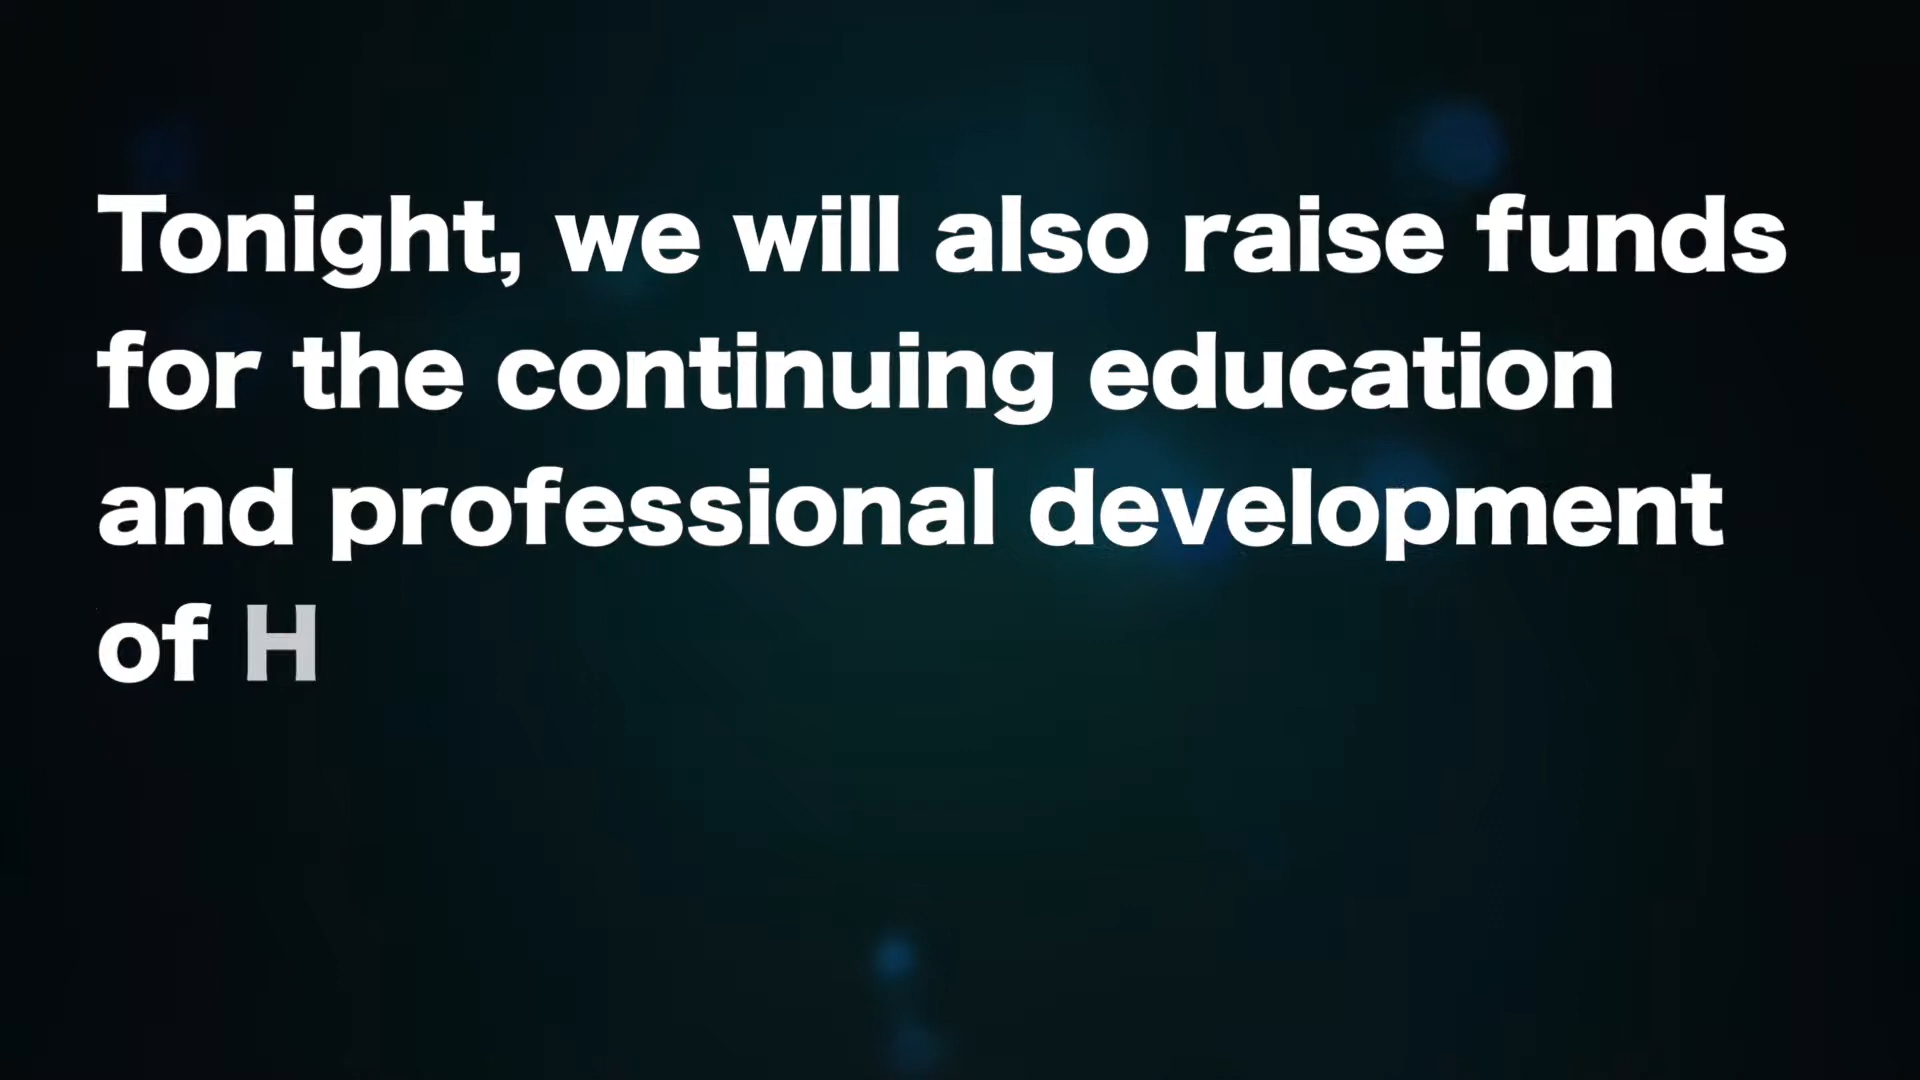 Tonight, we will also raise funds
for the continuing education
and professional development
of H